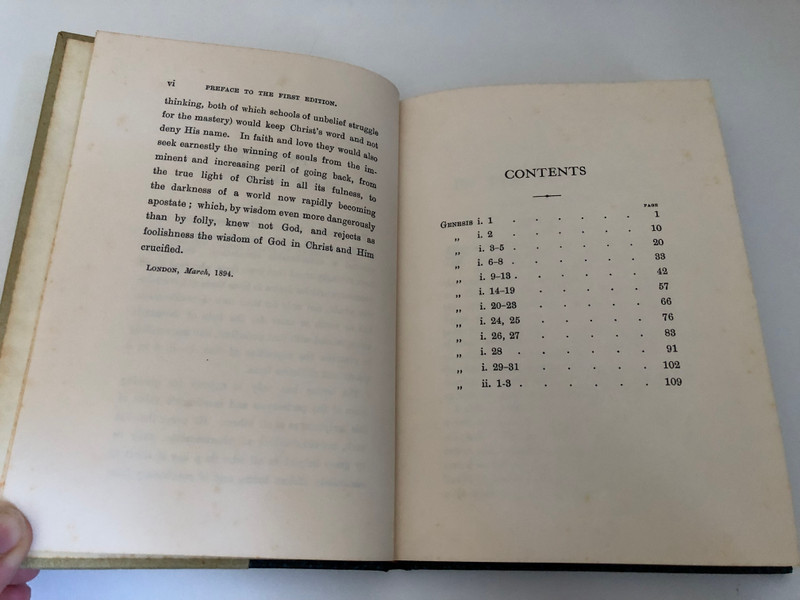 vi PREFACE TO THE FIRST EDITION.
thinking, both of which schools of unbelief struggle
for the mastery) would keep Christ's word and not
deny His name. In faith and love they would also
seek earnestly the winning of souls from the im-
minent and increasing peril of going back, from
the true light of Christ in all its fulness, to
the darkness of a world now rapidly becoming
apostate; which, by wisdom even more dangerously
than by folly, knew not God, and rejects as
foolishness the wisdom of God in Christ and Him
crucified.
LONDON, March, 1894.
CONTENTS
PAGE
GENESIS i. 1 . . . . . . 1
„ i. 2 . . . . . . 10
„ i. 3-5 . . . . . 20
„ i. 6-8 . . . . . 33
„ i. 9-13 . . . . . 42
„ i. 14-19 . . . . . 57
„ i. 20-23 . . . . . 66
„ i. 24, 25 . . . . . 76
„ i. 26, 27 . . . . . 83
„ i. 28 . . . . . 91
„ i. 29-31 . . . . . 102
„ ii. 1-3 . . . . . 109